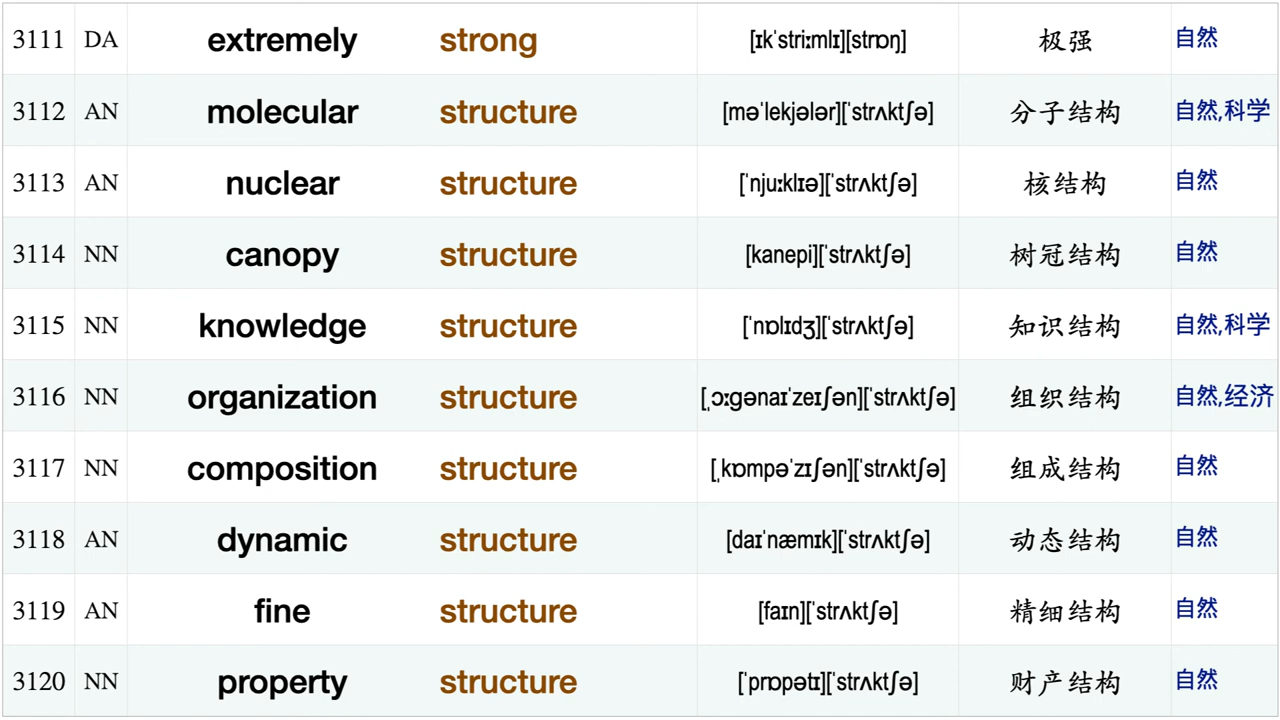 3111 DA extremely strong [ɪkˈstriːmlɪ][strɒŋ] 极强 自然
3112 AN molecular structure [məˈlekjələr][ˈstrʌktʃə] 分子结构 自然,科学
3113 AN nuclear structure [ˈnjuːklɪə][ˈstrʌktʃə] 核结构 自然
3114 NN canopy structure [kanepi][ˈstrʌktʃə] 树冠结构 自然
3115 NN knowledge structure [ˈnɒlɪdʒ][ˈstrʌktʃə] 知识结构 自然,科学
3116 NN organization structure [ˌɔːgənaɪˈzeɪʃən][ˈstrʌktʃə] 组织结构 自然,经济
3117 NN composition structure [ˌkɒmpəˈzɪʃən][ˈstrʌktʃə] 组成结构 自然
3118 AN dynamic structure [daɪˈnæmɪk][ˈstrʌktʃə] 动态结构 自然
3119 AN fine structure [faɪn][ˈstrʌktʃə] 精细结构 自然
3120 NN property structure [ˈprɒpətɪ][ˈstrʌktʃə] 财产结构 自然